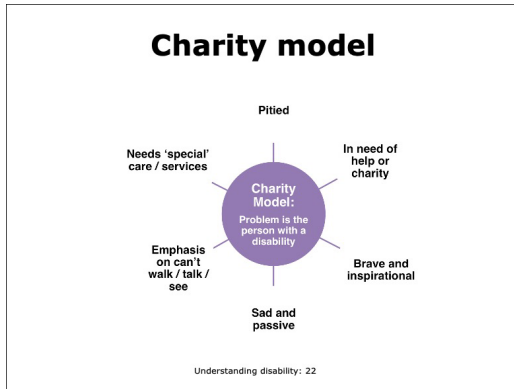 Charity model
Pitied
In need of
help or
charity
Brave and
inspirational
Sad and
passive
Emphasis
on can't
walk / talk /
see
Needs ‘special’
care / services
Charity
Model:
Problem is the
person with a
disability
Understanding disability: 22